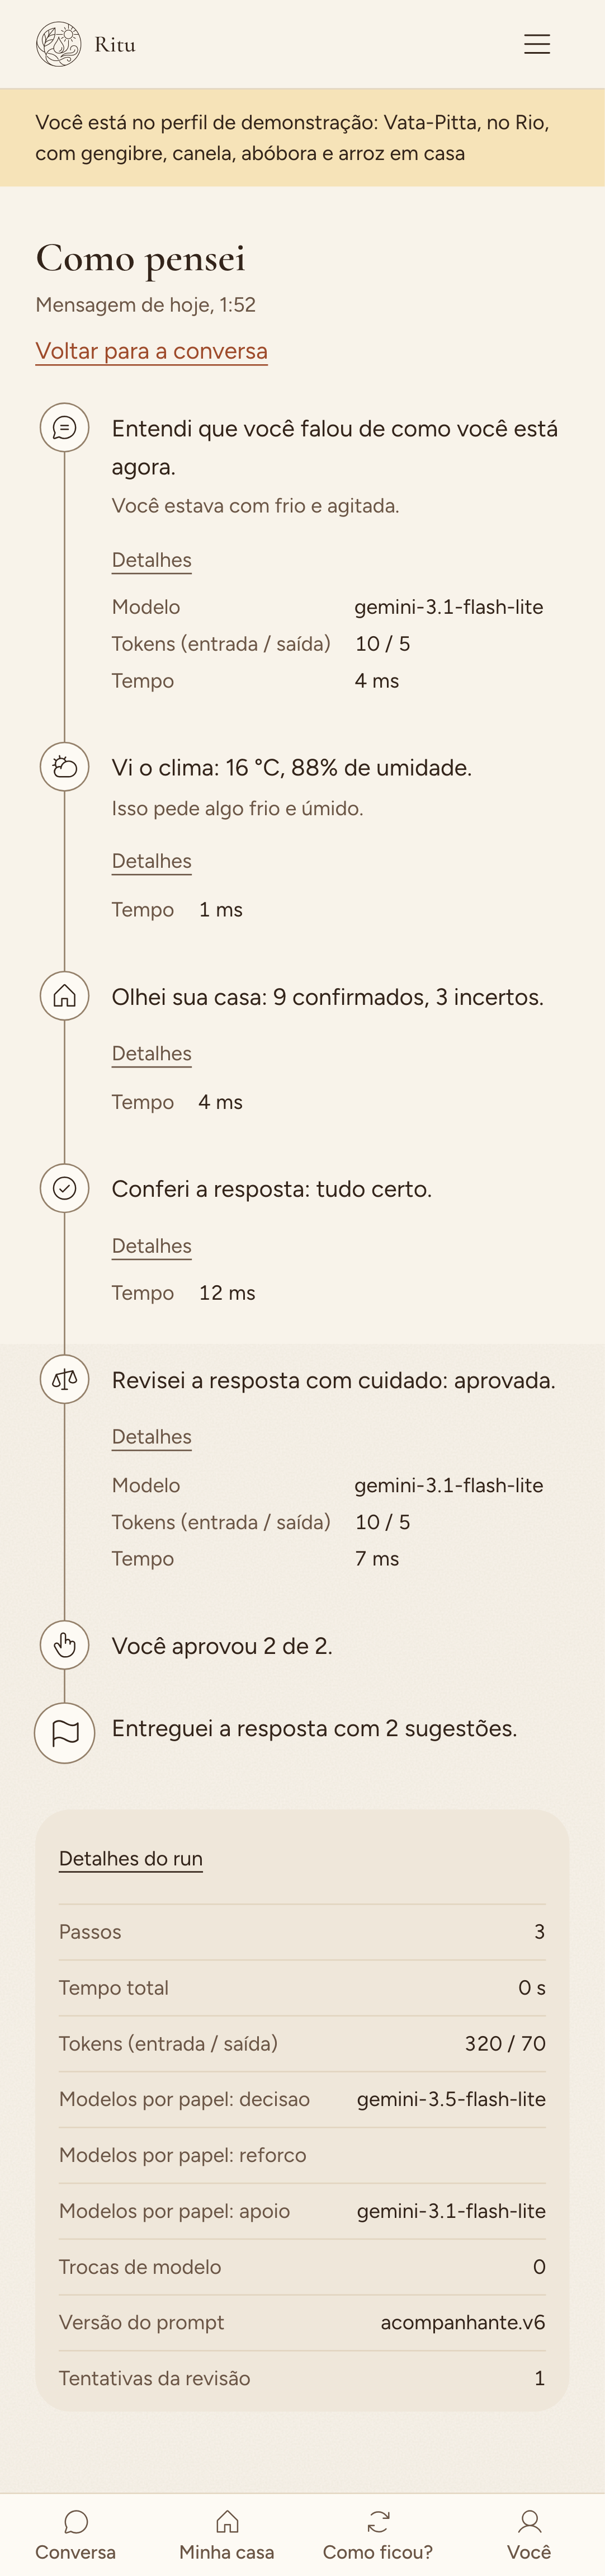 Ritu
Você está no perfil de demonstração: Vata-Pitta, no Rio,
com gengibre, canela, abóbora e arroz em casa
Como pensei
Mensagem de hoje, 1:52
Voltar para a conversa
Entendi que você falou de como você está
agora.
Você estava com frio e agitada.
Detalhes
Modelo gemini-3.1-flash-lite
Tokens (entrada / saída) 10 / 5
Tempo 4 ms
Vi o clima: 16 °C, 88% de umidade.
Isso pede algo frio e úmido.
Detalhes
Tempo 1 ms
Olhei sua casa: 9 confirmados, 3 incertos.
Detalhes
Tempo 4 ms
Conferi a resposta: tudo certo.
Detalhes
Tempo 12 ms
Revisei a resposta com cuidado: aprovada.
Detalhes
Modelo gemini-3.1-flash-lite
Tokens (entrada / saída) 10 / 5
Tempo 7 ms
Você aprovou 2 de 2.
Entreguei a resposta com 2 sugestões.
Detalhes do run
Passos 3
Tempo total 0 s
Tokens (entrada / saída) 320 / 70
Modelos por papel: decisao gemini-3.5-flash-lite
Modelos por papel: reforco
Modelos por papel: apoio gemini-3.1-flash-lite
Trocas de modelo 0
Versão do prompt acompanhante.v6
Tentativas da revisão 1
Conversa Minha casa Como ficou? Você